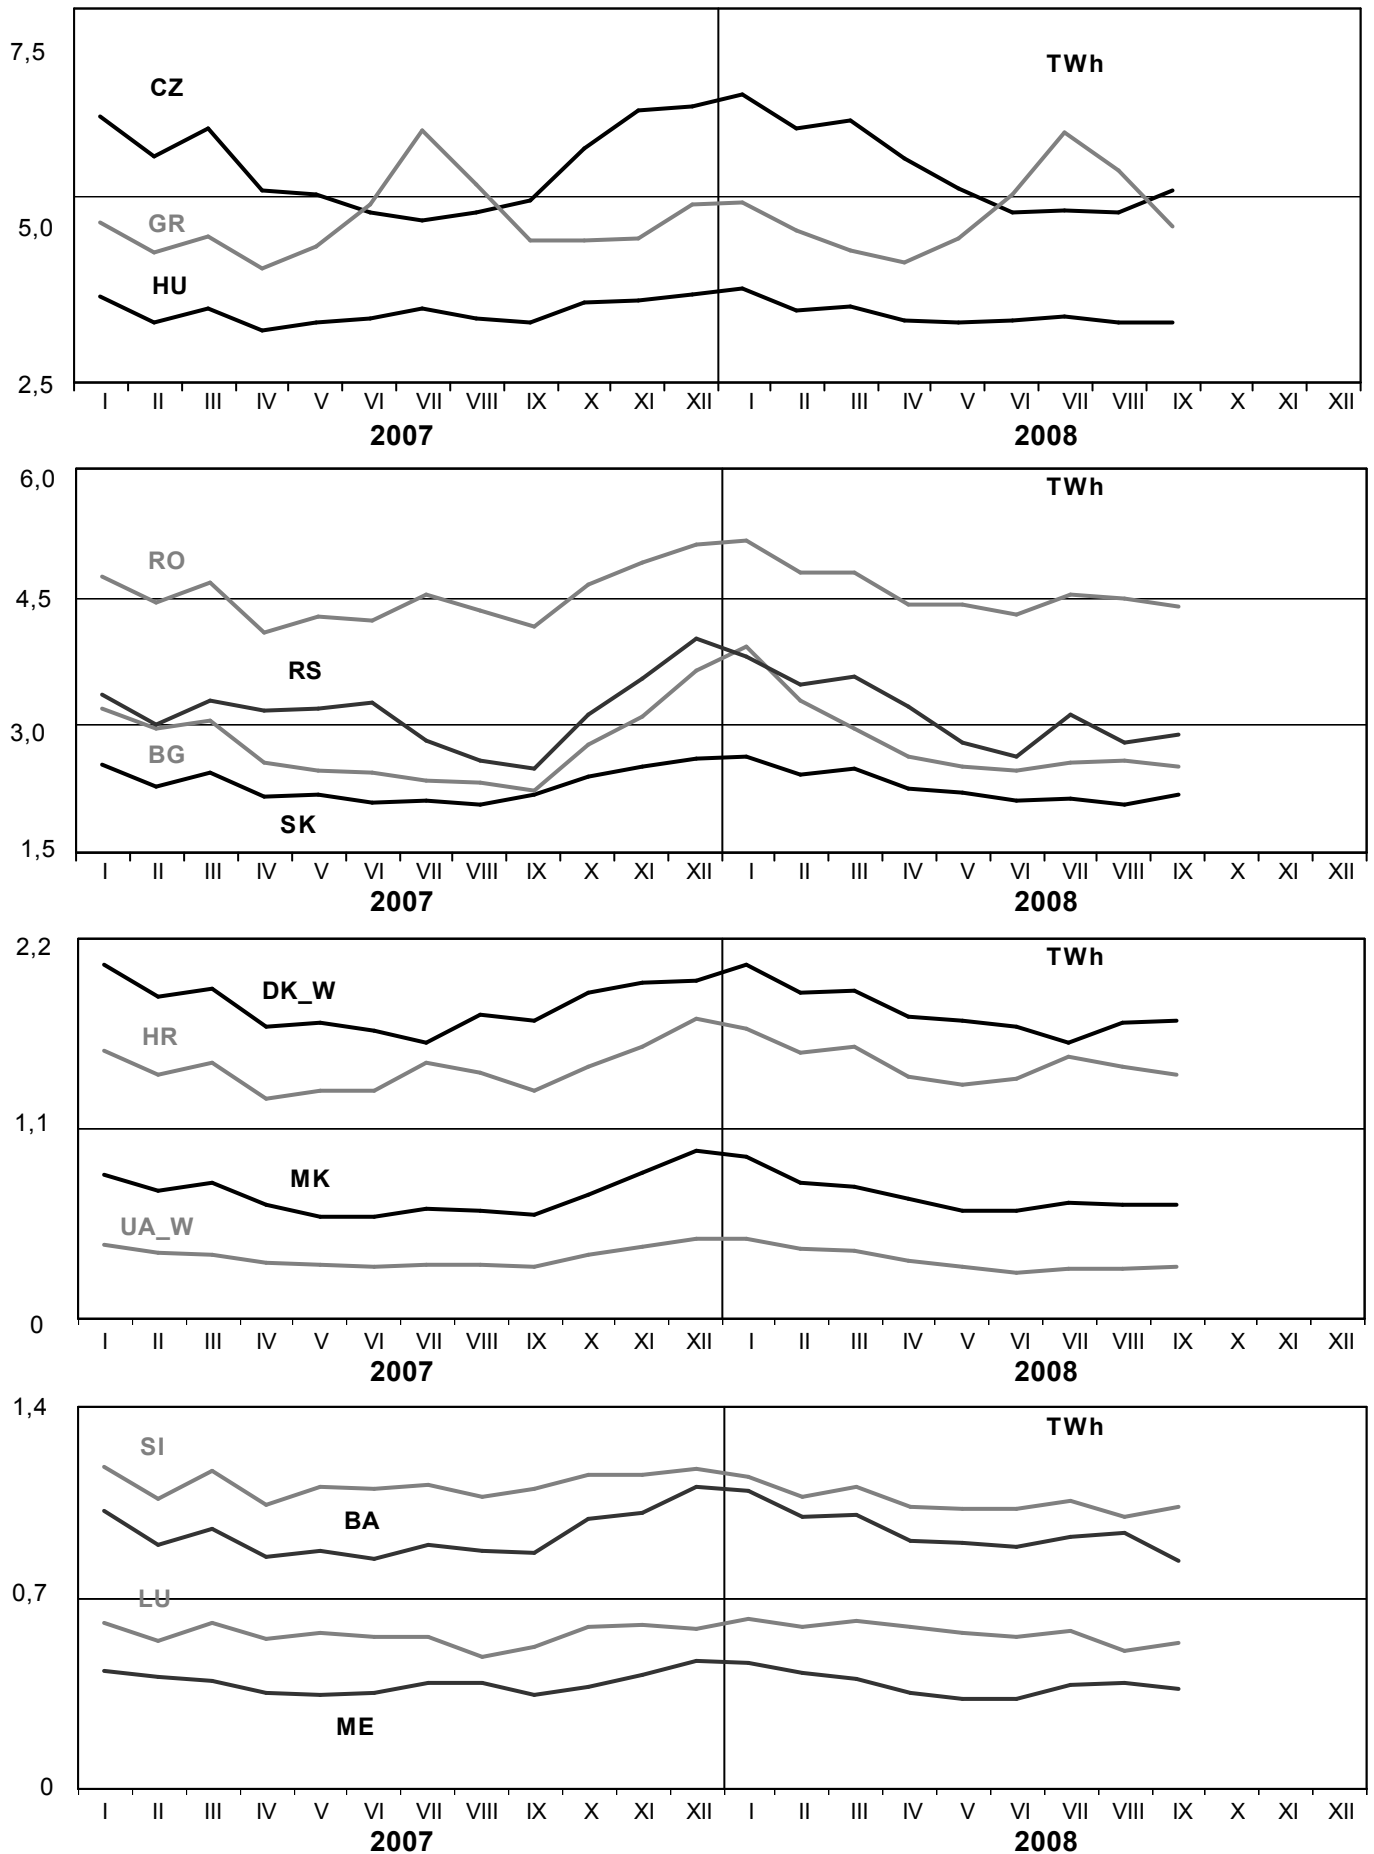 7,5
TWh
CZ
5,0
GR
HU
2,5
I II III IV V VI VII VIII IX X XI XII I II III IV V VI VII VIII IX X XI XII
2007 2008
6,0
TWh
RO
4,5
RS
3,0
BG
SK
1,5
I II III IV V VI VII VIII IX X XI XII I II III IV V VI VII VIII IX X XI XII
2007 2008
2,2
TWh
DK_W
HR
1,1
MK
UA_W
0
I II III IV V VI VII VIII IX X XI XII I II III IV V VI VII VIII IX X XI XII
2007 2008
1,4
TWh
SI
BA
0,7
LU
ME
0
I II III IV V VI VII VIII IX X XI XII I II III IV V VI VII VIII IX X XI XII
2007 2008